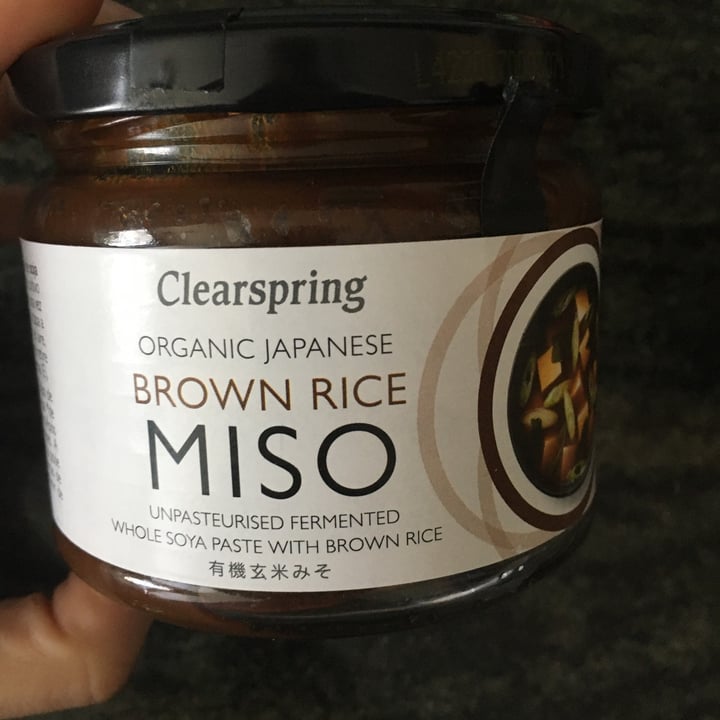 Clearspring
ORGANIC JAPANESE
BROWN RICE
MISO
UNPASTEURISED FERMENTED
WHOLE SOYA PASTE WITH BROWN RICE
有機玄米みそ